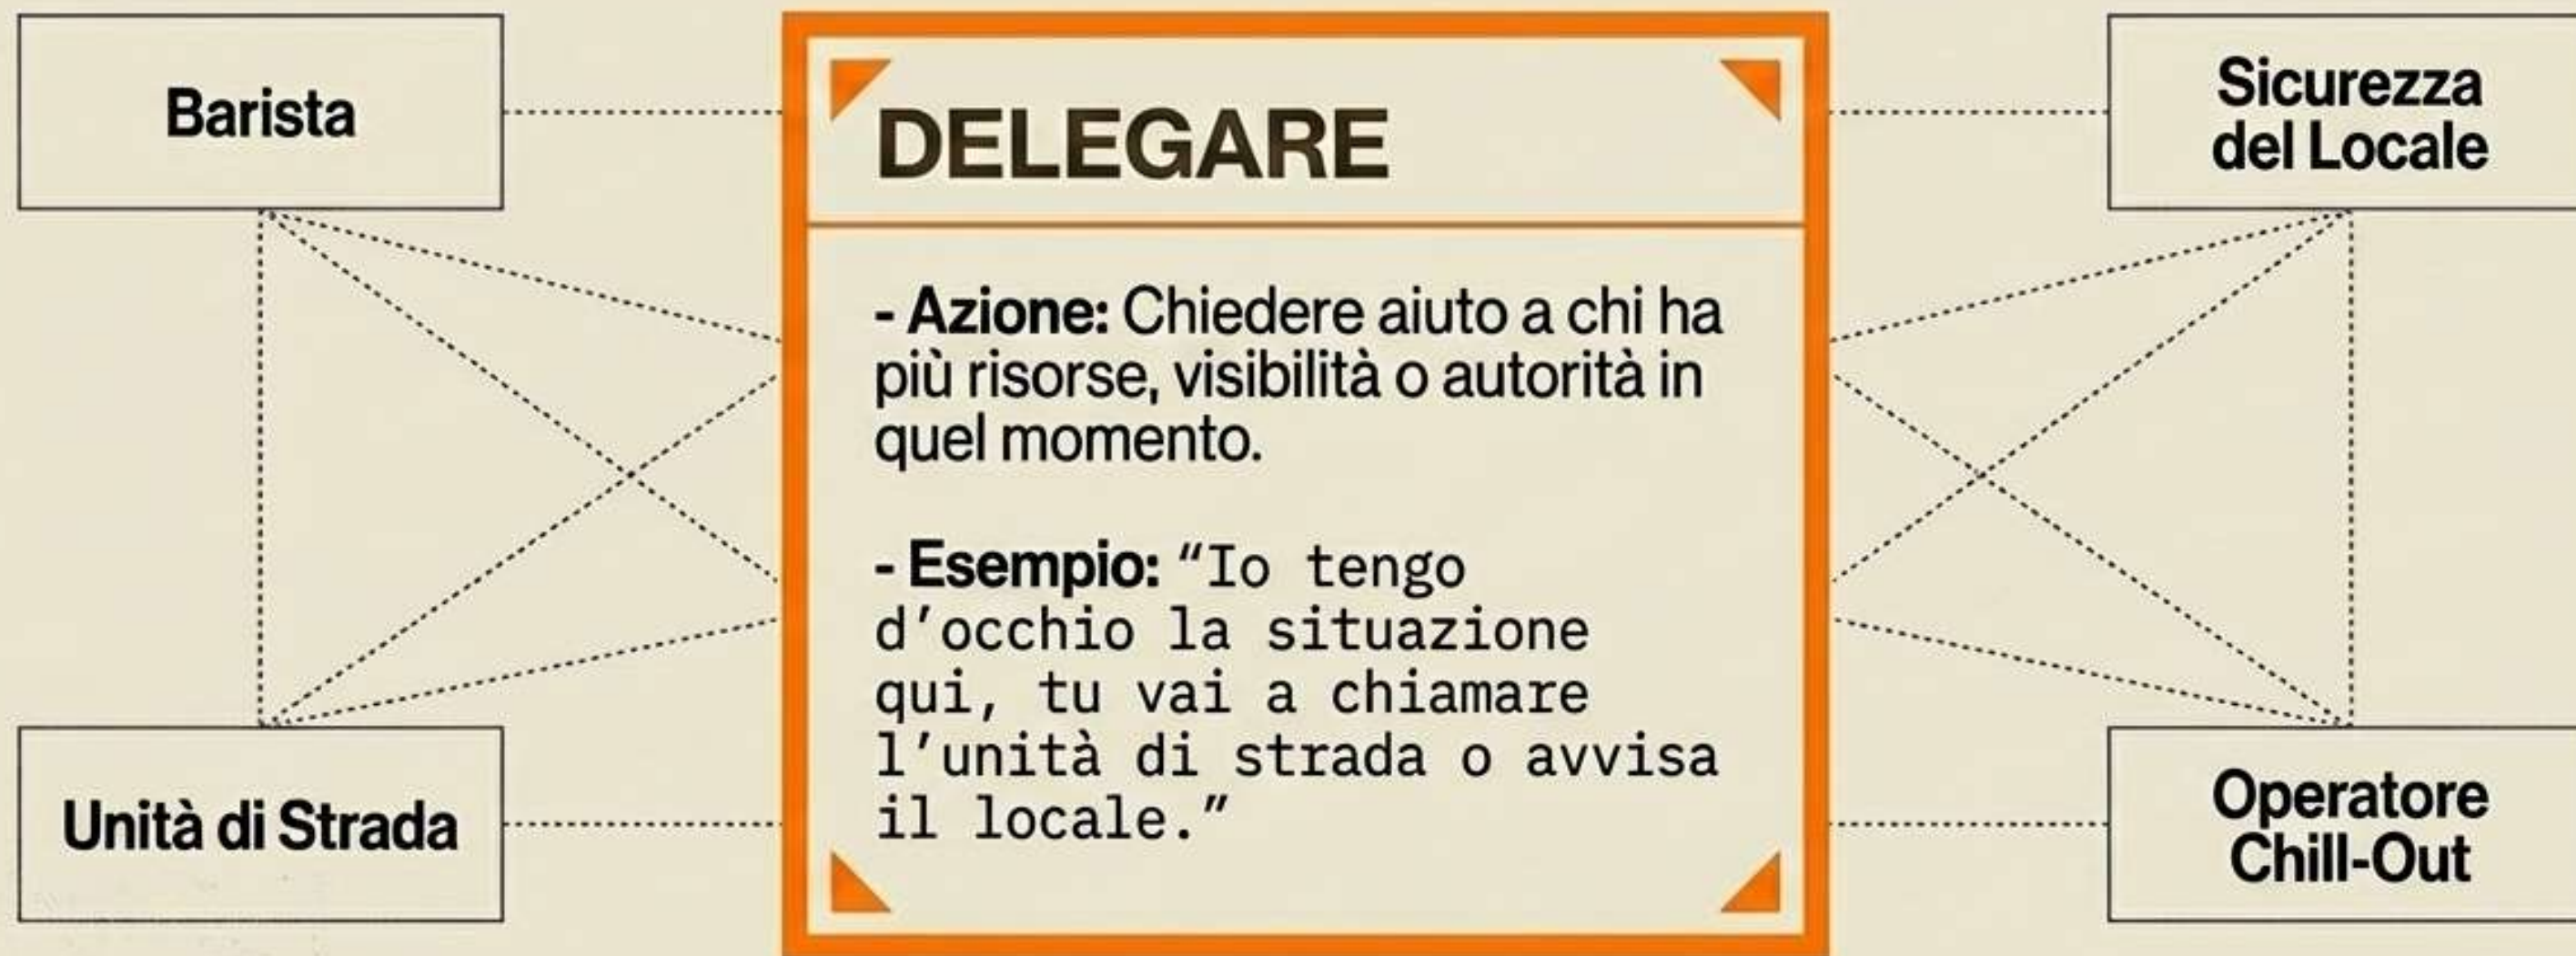 Barista
DELEGARE
Sicurezza
del Locale
- Azione: Chiedere aiuto a chi ha
più risorse, visibilità o autorità in
quel momento.
- Esempio: “Io tengo
d’occhio la situazione
qui, tu vai a chiamare
l’unità di strada o avvisa
il locale.”
Unità di Strada
Operatore
Chill-Out